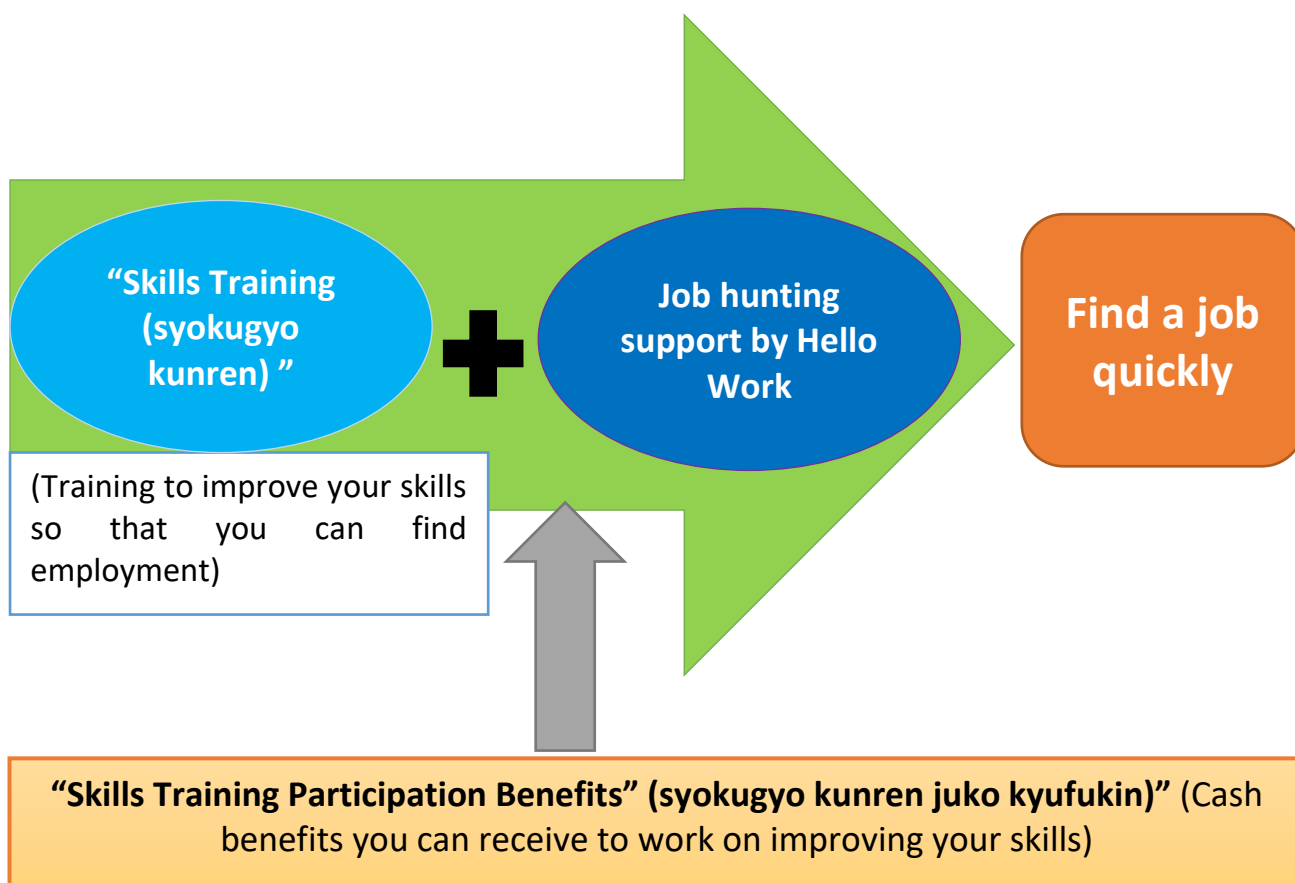 “Skills Training
(syokugyo
kunren) ”
Job hunting
support by Hello
Work
Find a job
quickly
(Training to improve your skills
so that you can find
employment)
“Skills Training Participation Benefits” (syokugyo kunren juko kyufukin)” (Cash
benefits you can receive to work on improving your skills)